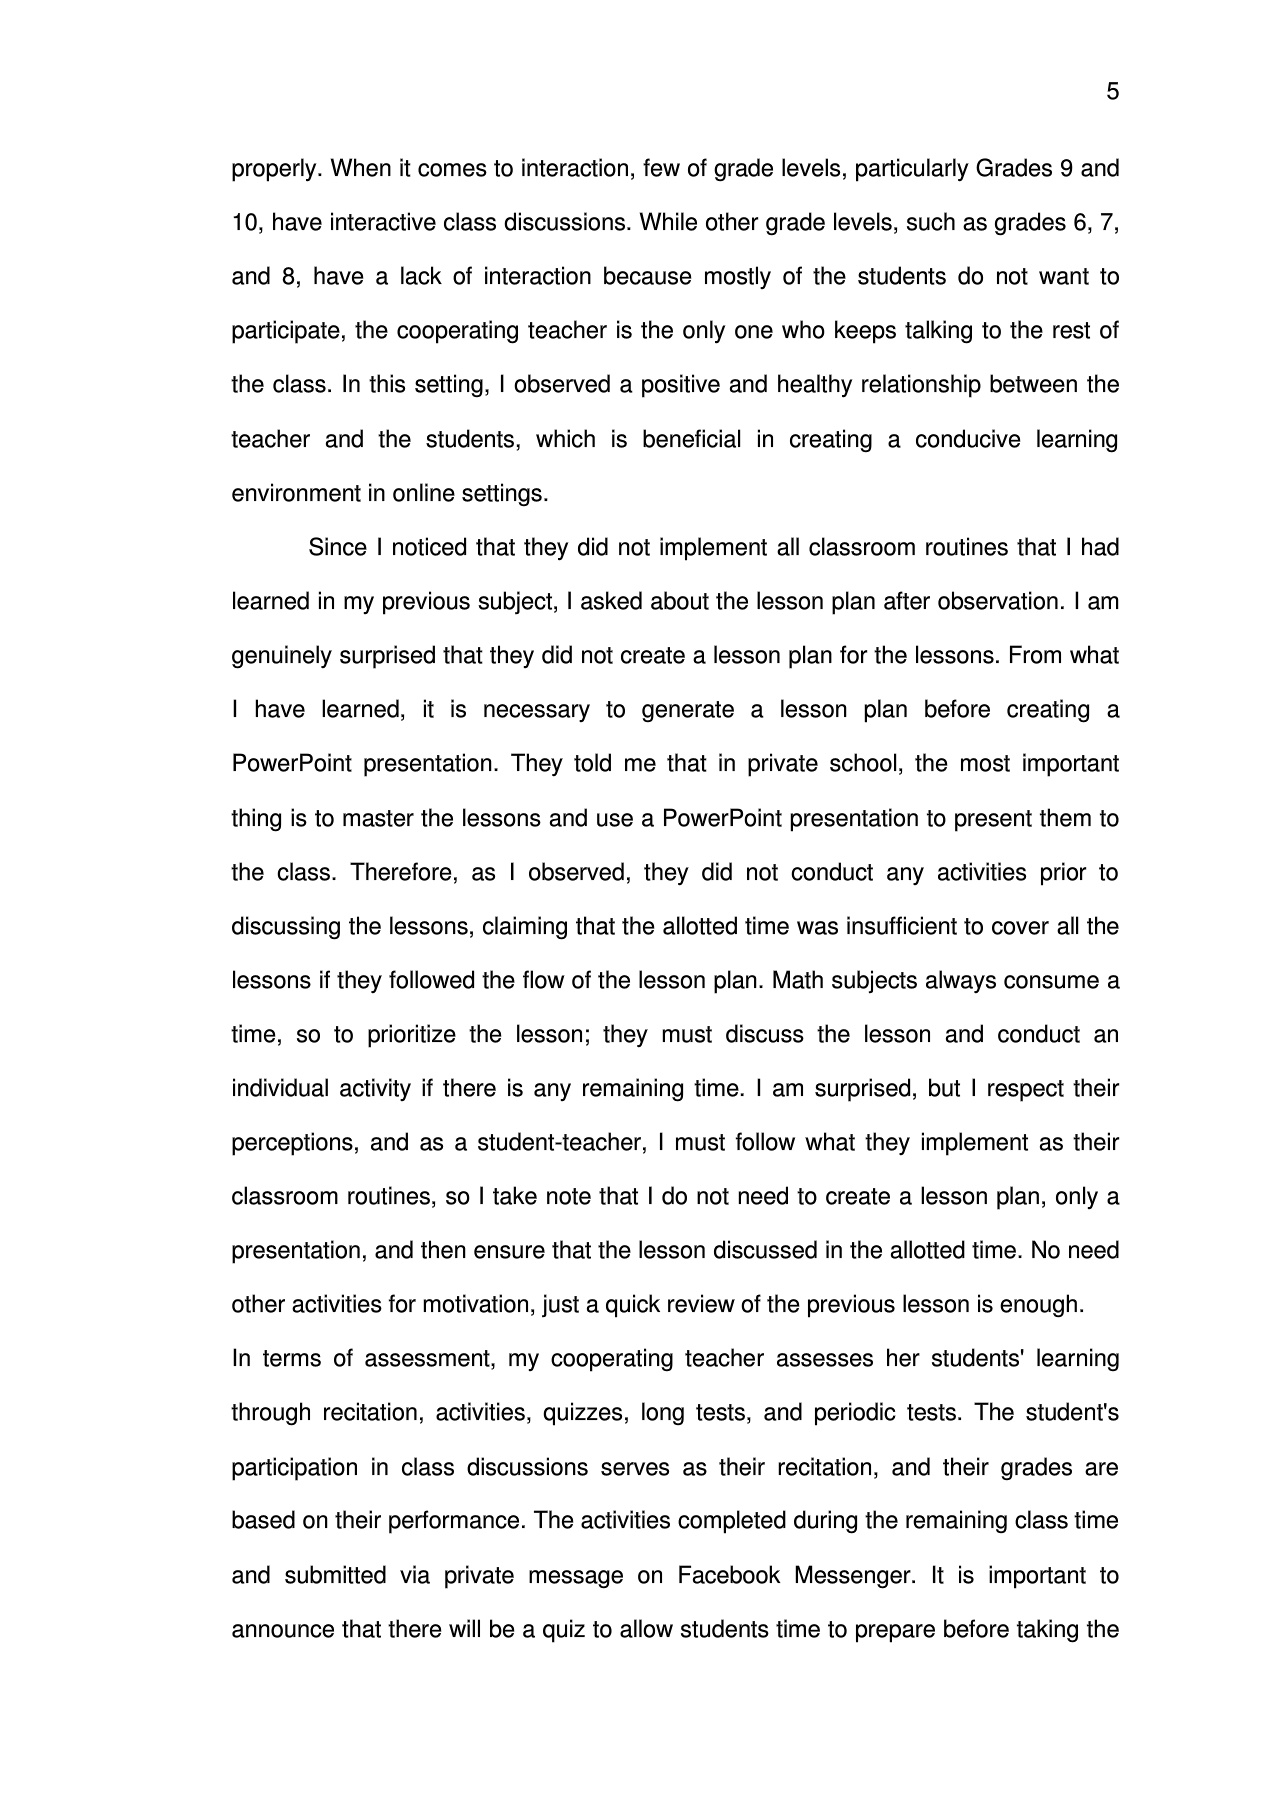 5
properly. When it comes to interaction, few of grade levels, particularly Grades 9 and
10, have interactive class discussions. While other grade levels, such as grades 6, 7,
and 8, have a lack of interaction because mostly of the students do not want to
participate, the cooperating teacher is the only one who keeps talking to the rest of
the class. In this setting, I observed a positive and healthy relationship between the
teacher and the students, which is beneficial in creating a conducive learning
environment in online settings.
Since I noticed that they did not implement all classroom routines that I had
learned in my previous subject, I asked about the lesson plan after observation. I am
genuinely surprised that they did not create a lesson plan for the lessons. From what
I have learned, it is necessary to generate a lesson plan before creating a
PowerPoint presentation. They told me that in private school, the most important
thing is to master the lessons and use a PowerPoint presentation to present them to
the class. Therefore, as I observed, they did not conduct any activities prior to
discussing the lessons, claiming that the allotted time was insufficient to cover all the
lessons if they followed the flow of the lesson plan. Math subjects always consume a
time, so to prioritize the lesson; they must discuss the lesson and conduct an
individual activity if there is any remaining time. I am surprised, but I respect their
perceptions, and as a student-teacher, I must follow what they implement as their
classroom routines, so I take note that I do not need to create a lesson plan, only a
presentation, and then ensure that the lesson discussed in the allotted time. No need
other activities for motivation, just a quick review of the previous lesson is enough.
In terms of assessment, my cooperating teacher assesses her students' learning
through recitation, activities, quizzes, long tests, and periodic tests. The student's
participation in class discussions serves as their recitation, and their grades are
based on their performance. The activities completed during the remaining class time
and submitted via private message on Facebook Messenger. It is important to
announce that there will be a quiz to allow students time to prepare before taking the